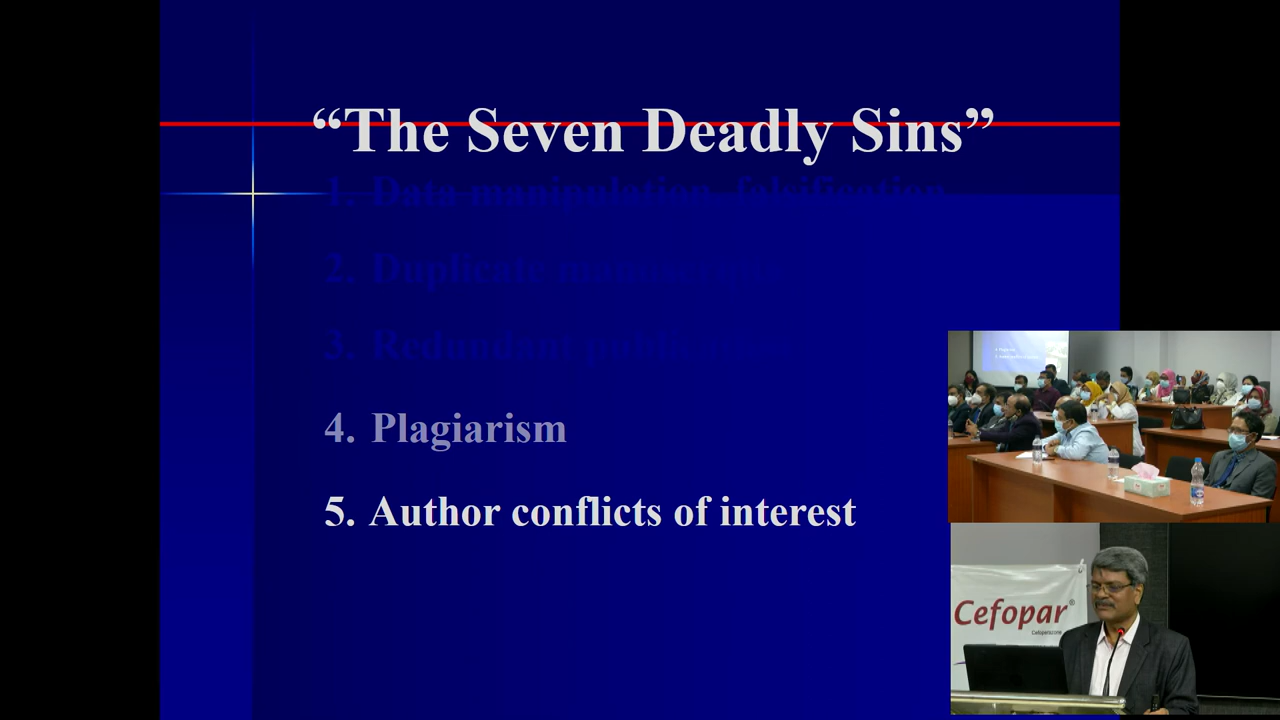 “The Seven Deadly Sins”
1. Data manipulation, falsification
2. Duplicate manuscripts
3. Redundant publication
4. Plagiarism
5. Author conflicts of interest
Cefopar®